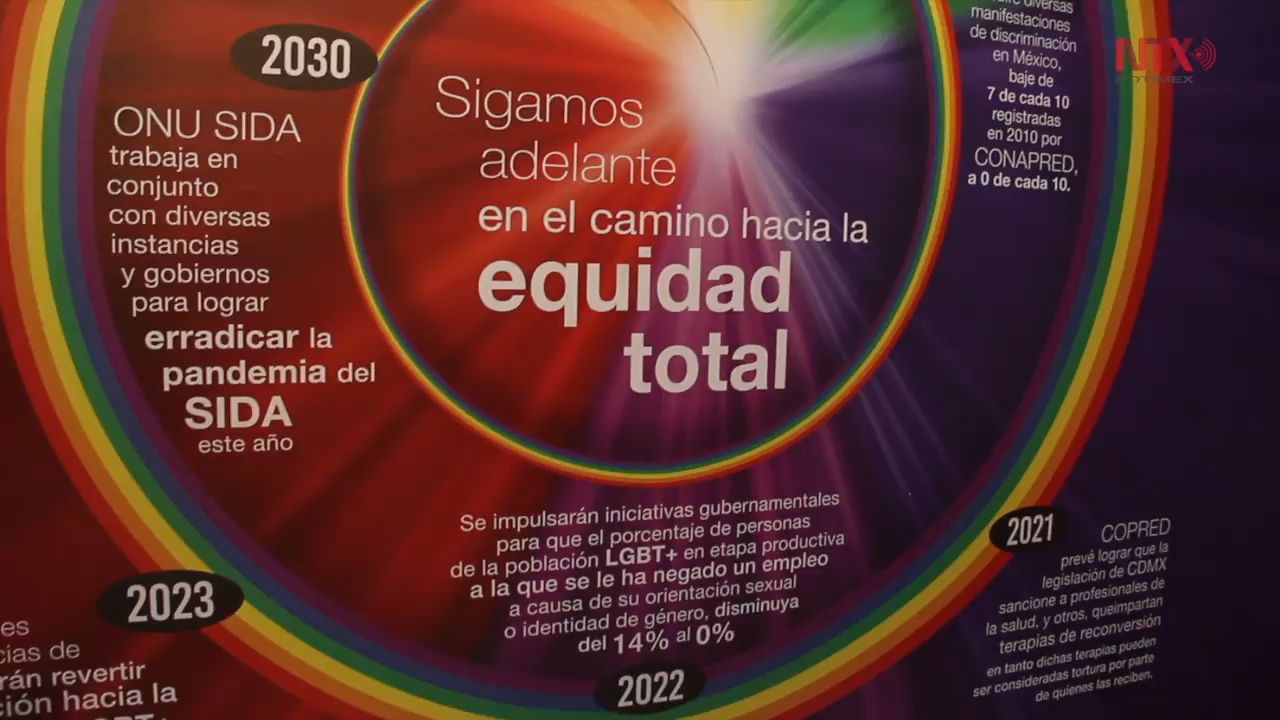 2030
ONU SIDA
trabaja en
conjunto
con diversas
instancias
y gobiernos
para lograr
erradicar la
pandemia del
SIDA
este año
Sigamos
adelante
en el camino hacia la
equidad
total
diversas
manifestaciones
de discriminación
en México,
baje de
7 de cada 10
registradas
en 2010 por
CONAPRED,
a 0 de cada 10.
NTX
NOTIMEX
Se impulsarán iniciativas gubernamentales
para que el porcentaje de personas
de la población LGBT+ en etapa productiva
a la que se le ha negado un empleo
a causa de su orientación sexual
o identidad de género, disminuya
del 14% al 0%
2022
2021
COPRED
prevé lograr que la
legislación de CDMX
sancione a profesionales de
la salud, y otros, queimpartan
terapias de reconversión
en tanto dichas terapias pueden
ser consideradas tortura por parte
de quienes las reciben.
2023
es
cias de
rán revertir
ción hacia la